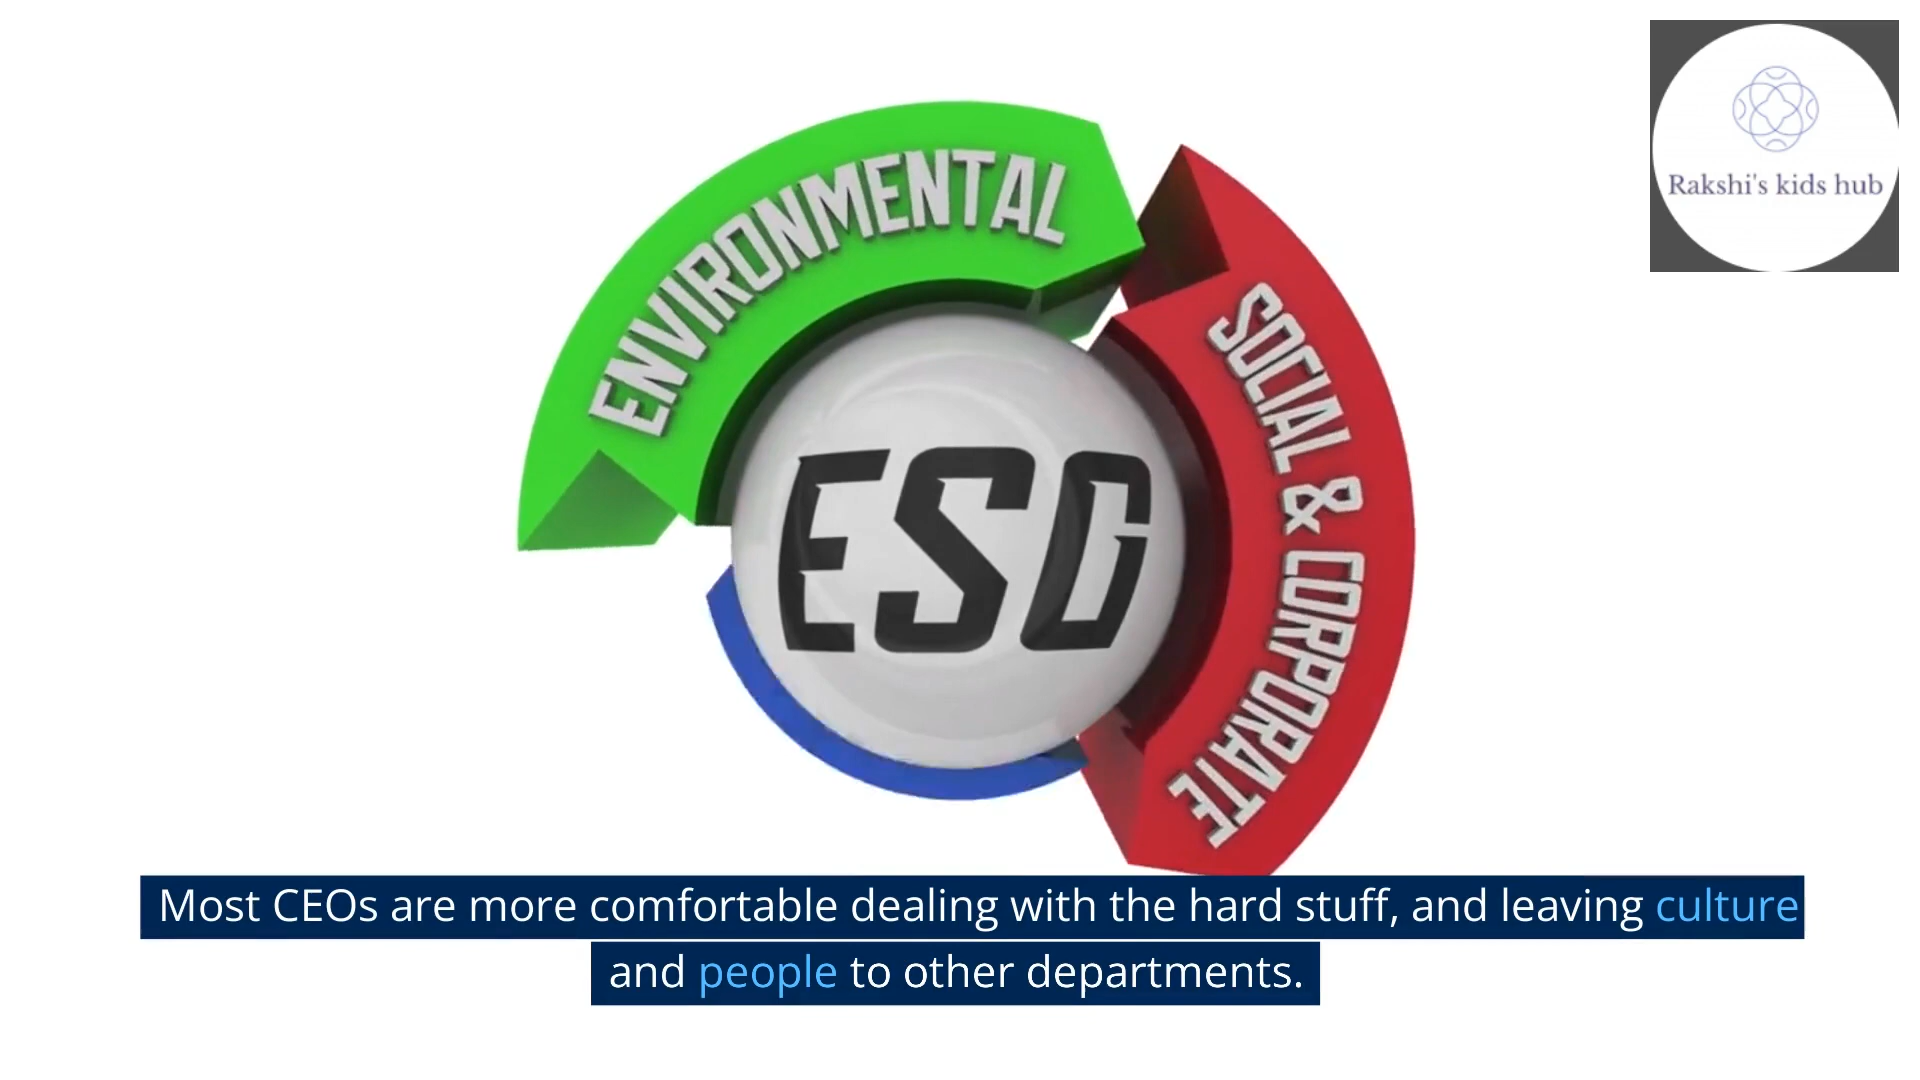 Rakshi's kids hub
ENVIRONMENTAL
SOCIAL & CORPORATE
ESG
Most CEOs are more comfortable dealing with the hard stuff, and leaving culture
and people to other departments.